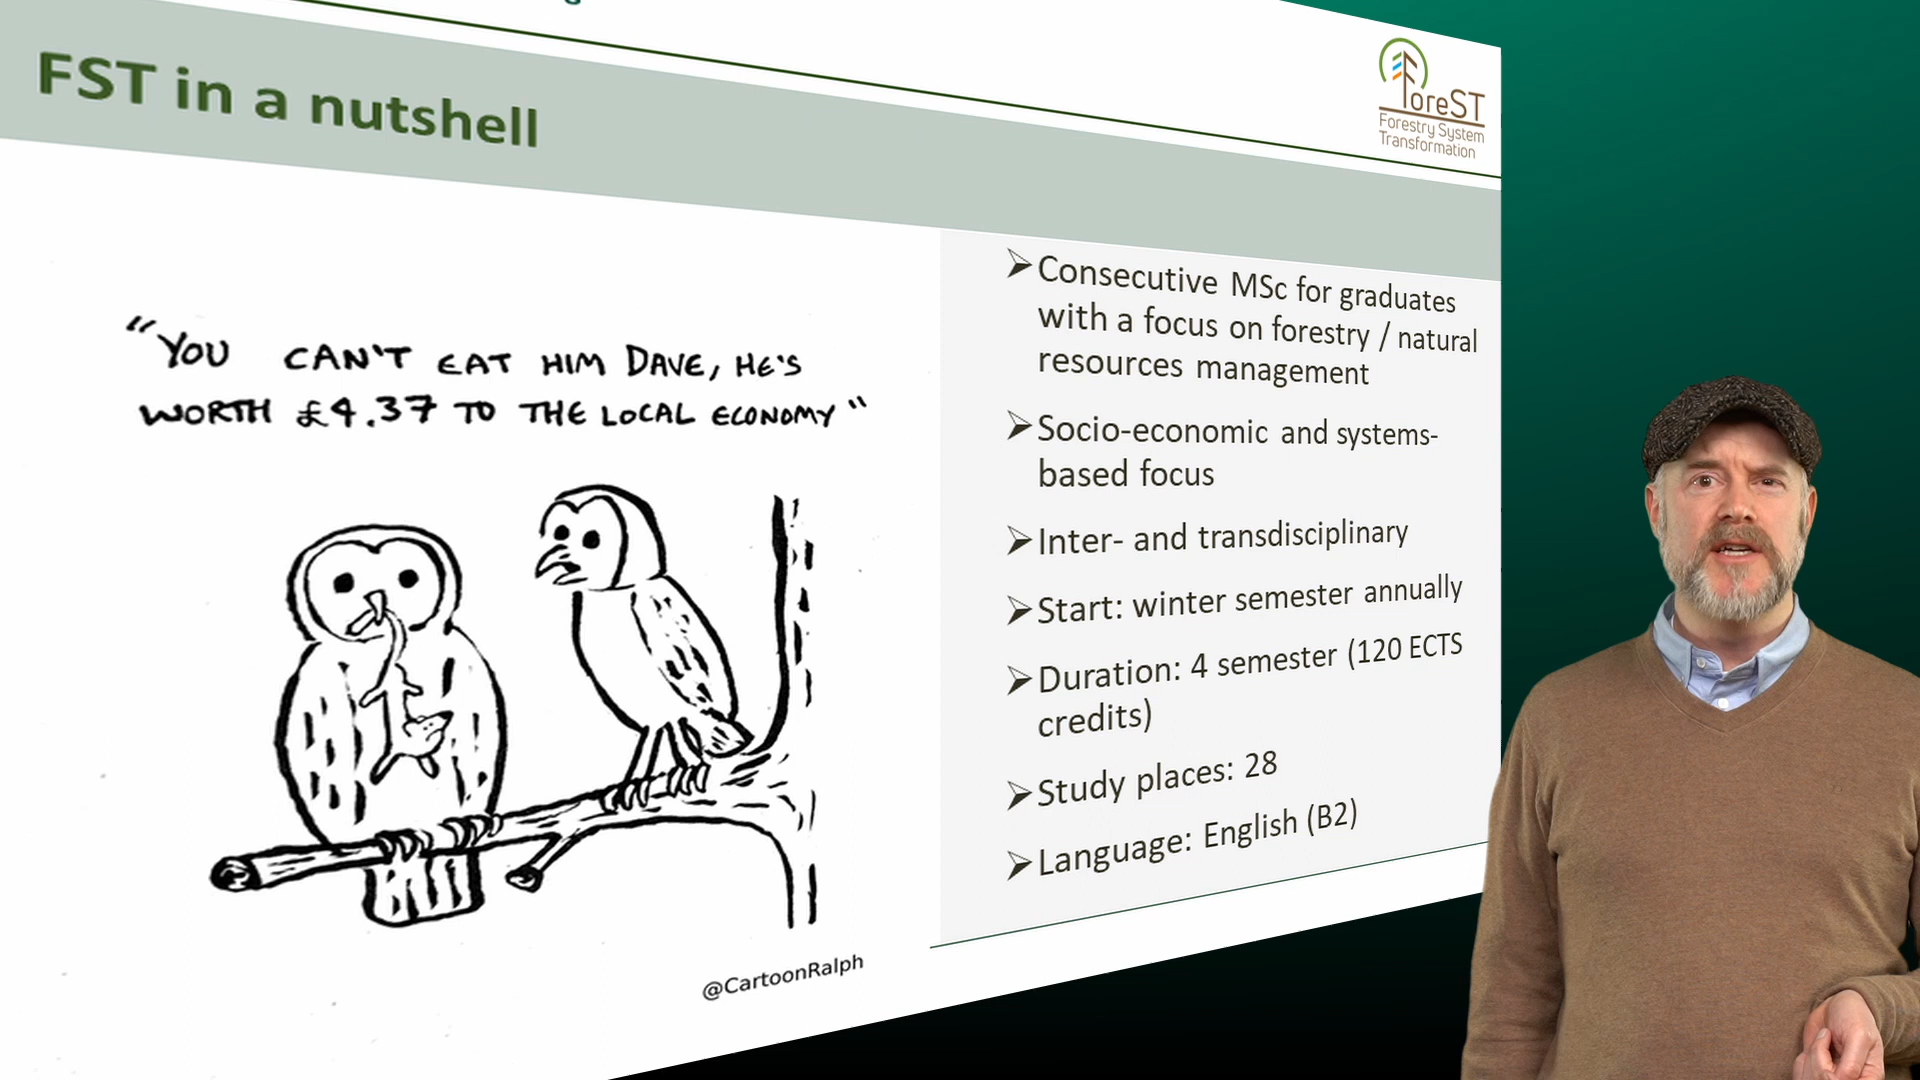 FST in a nutshell
ForeST
Forestry System
Transformation
"YOU CAN'T EAT HIM DAVE, HE'S
WORTH £4.37 TO THE LOCAL ECONOMY"
@CartoonRalph
Consecutive MSc for graduates
with a focus on forestry / natural
resources management
Socio-economic and systems-
based focus
Inter- and transdisciplinary
Start: winter semester annually
Duration: 4 semester (120 ECTS
credits)
Study places: 28
Language: English (B2)